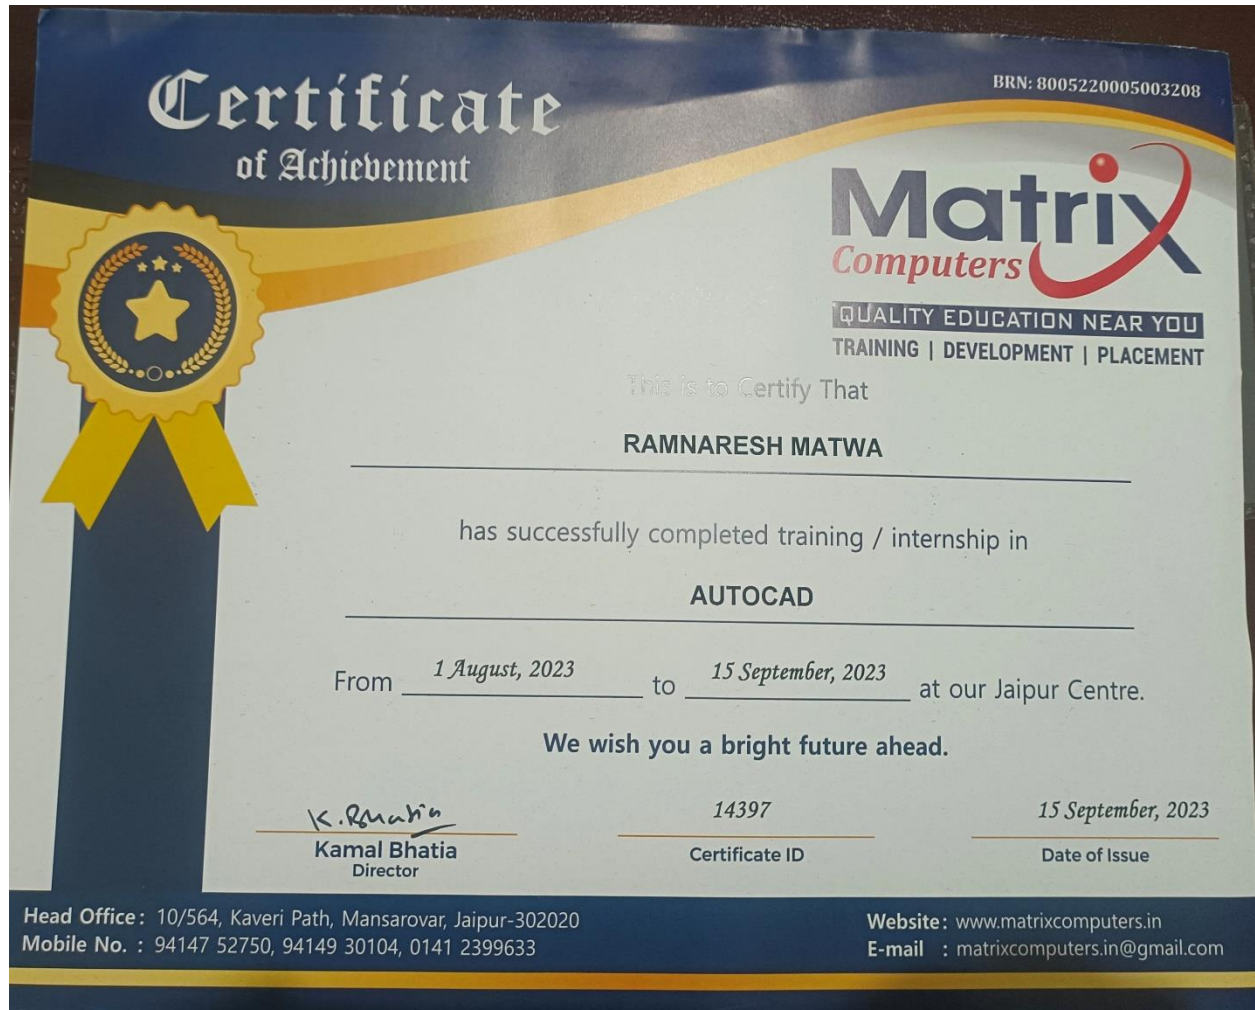 Certificate
of Achievement
BRN: 8005220005003208
Matrix
Computers
QUALITY EDUCATION NEAR YOU
TRAINING | DEVELOPMENT | PLACEMENT
This is to Certify That
RAMNARESH MATWA
has successfully completed training / internship in
AUTOCAD
From 1 August, 2023 to 15 September, 2023 at our Jaipur Centre.
We wish you a bright future ahead.
K. Bhatia 14397 15 September, 2023
Kamal Bhatia Certificate ID Date of Issue
Director
Head Office : 10/564, Kaveri Path, Mansarovar, Jaipur-302020 Website : www.matrixcomputers.in
Mobile No. : 94147 52750, 94149 30104, 0141 2399633 E-mail : matrixcomputers.in@gmail.com